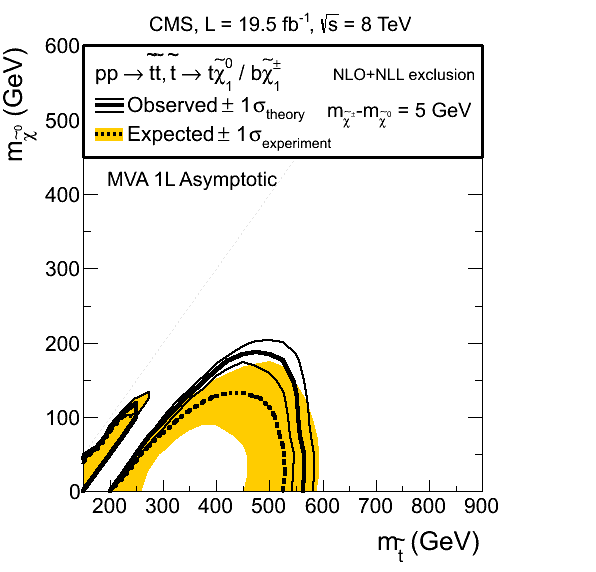 CMS, L = 19.5 fb⁻¹, √s = 8 TeV
pp → t̃t̃, t̃ → tχ̃⁰₁ / bχ̃±₁
NLO+NLL exclusion
Observed ± 1σtheory
mχ̃±-mχ̃⁰ = 5 GeV
Expected ± 1σexperiment
MVA 1L Asymptotic
mχ̃⁰ (GeV)
600
500
400
300
200
100
0
200 300 400 500 600 700 800 900
mt̃ (GeV)